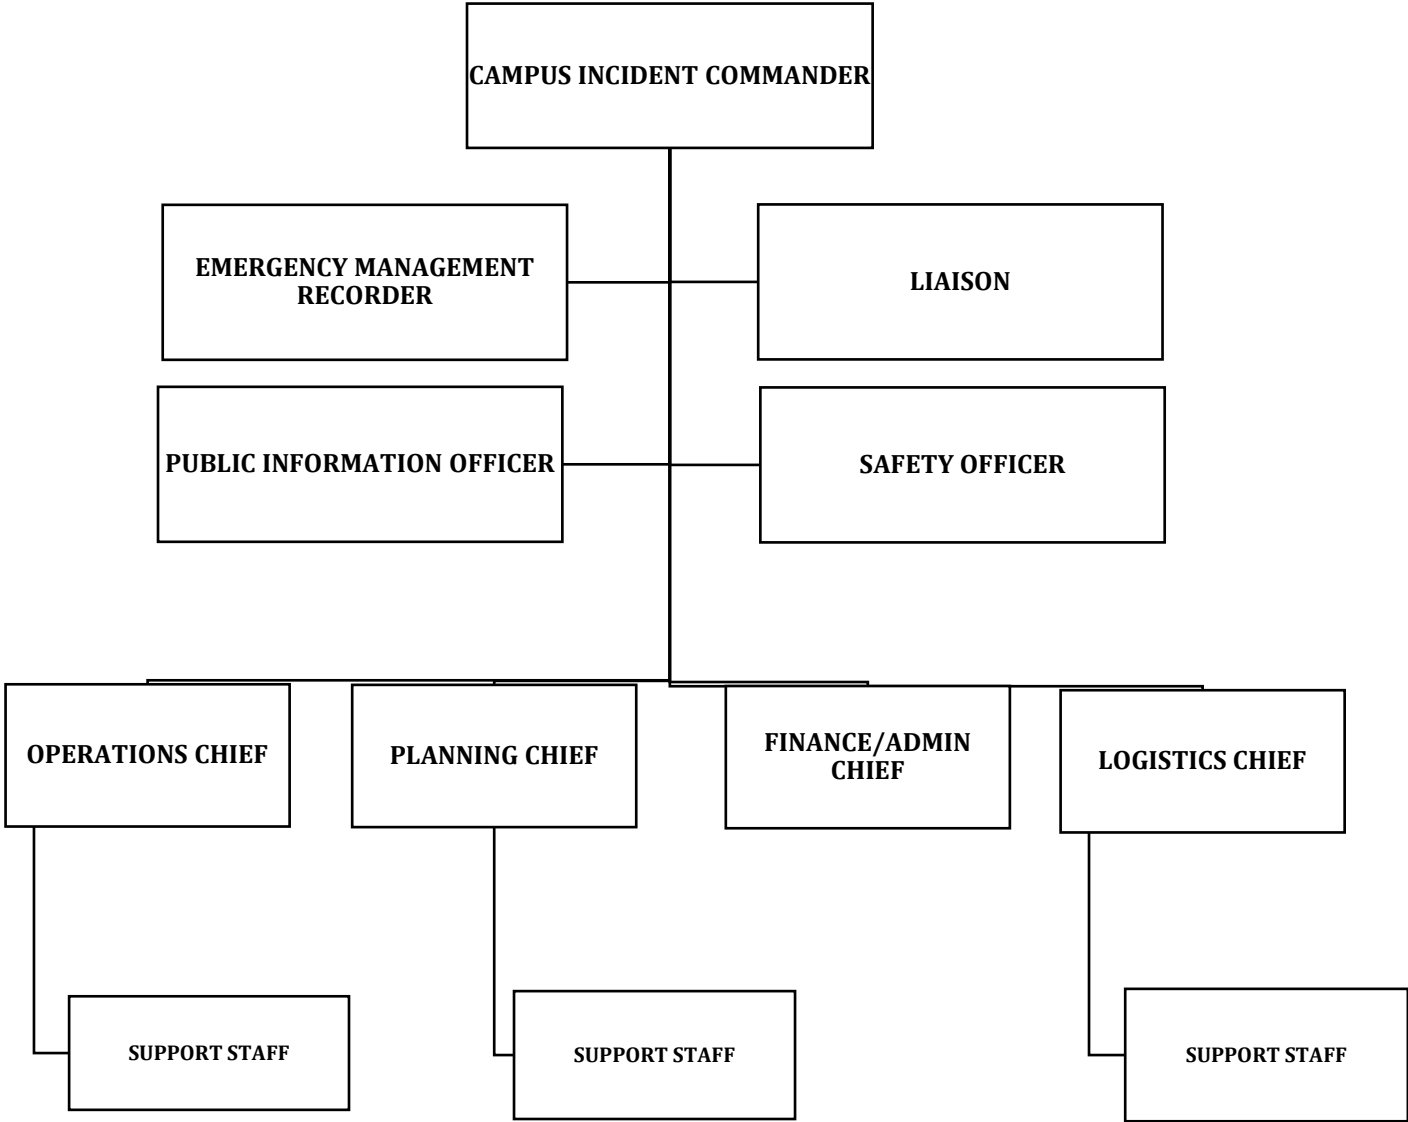 CAMPUS INCIDENT COMMANDER
EMERGENCY MANAGEMENT
RECORDER
LIAISON
PUBLIC INFORMATION OFFICER
SAFETY OFFICER
OPERATIONS CHIEF
PLANNING CHIEF
FINANCE/ADMIN
CHIEF
LOGISTICS CHIEF
SUPPORT STAFF
SUPPORT STAFF
SUPPORT STAFF